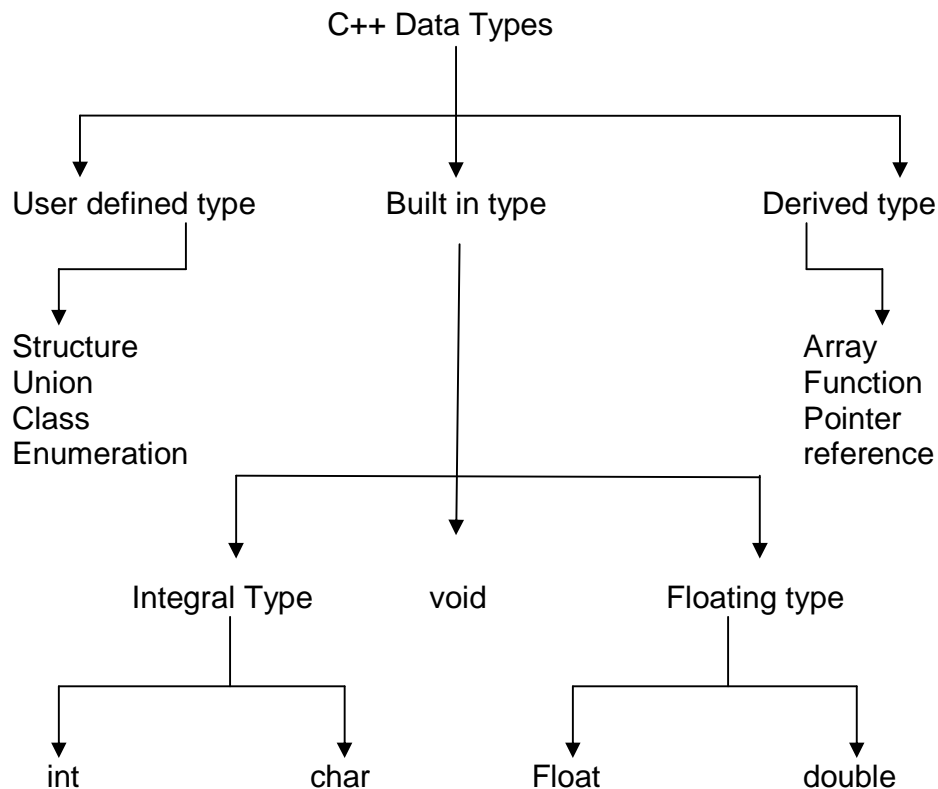 C++ Data Types
User defined type
Built in type
Derived type
Structure
Union
Class
Enumeration
Array
Function
Pointer
reference
Integral Type
void
Floating type
int
char
Float
double